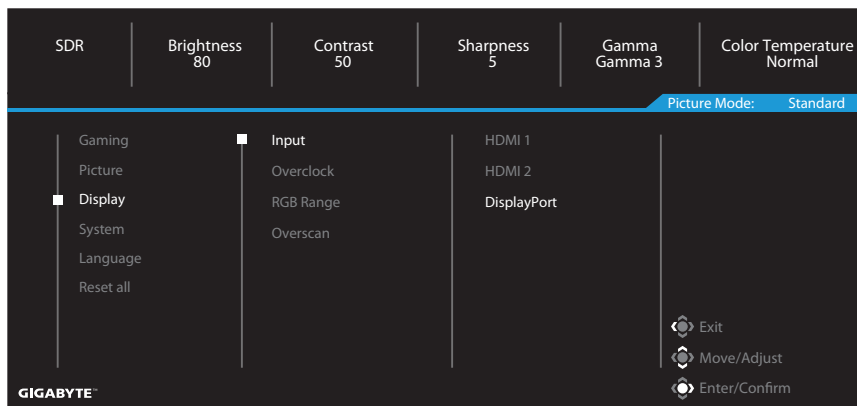 SDR
Brightness
80
Contrast
50
Sharpness
5
Gamma
Gamma 3
Color Temperature
Normal
Picture Mode: Standard
Gaming
Picture
Display
System
Language
Reset all
Input
Overclock
RGB Range
Overscan
HDMI 1
HDMI 2
DisplayPort
Exit
Move/Adjust
Enter/Confirm
GIGABYTE™